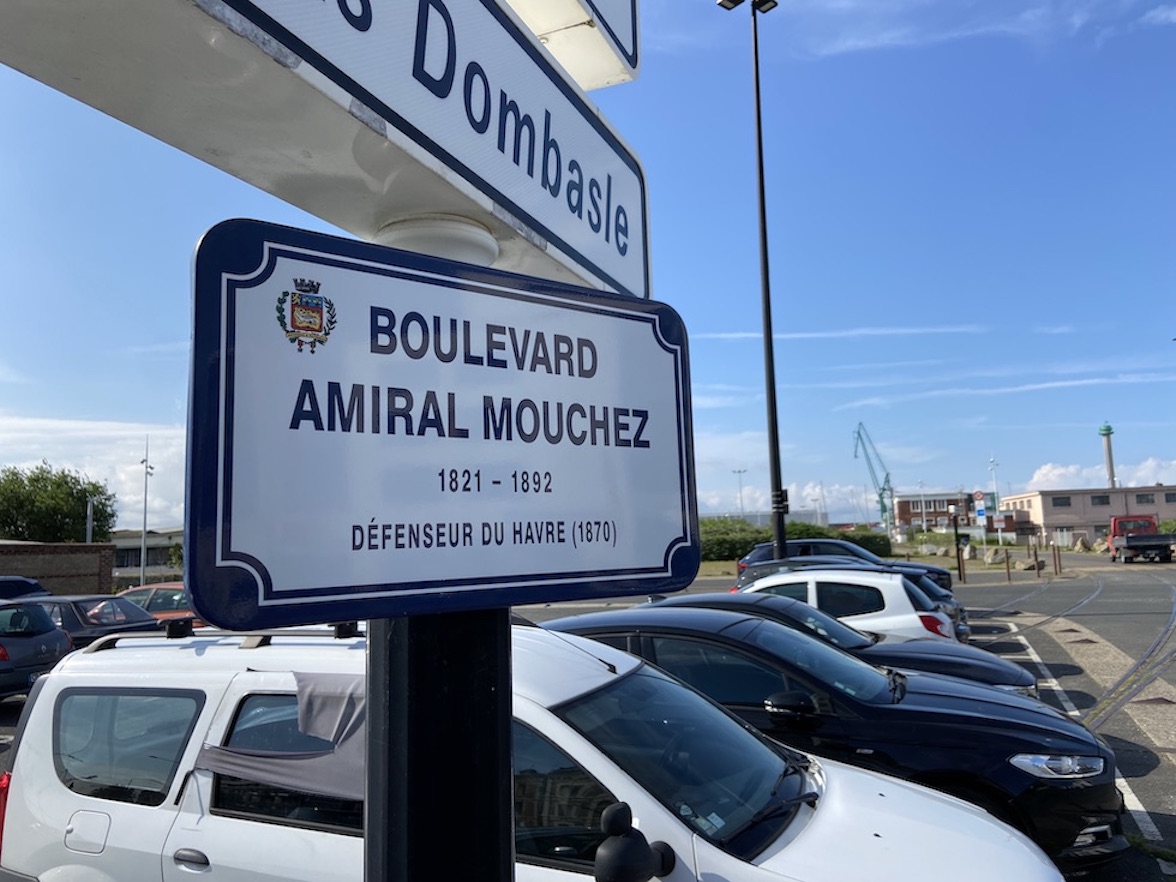 Dombasle
BOULEVARD
AMIRAL MOUCHEZ
1821 – 1892
DÉFENSEUR DU HAVRE (1870)